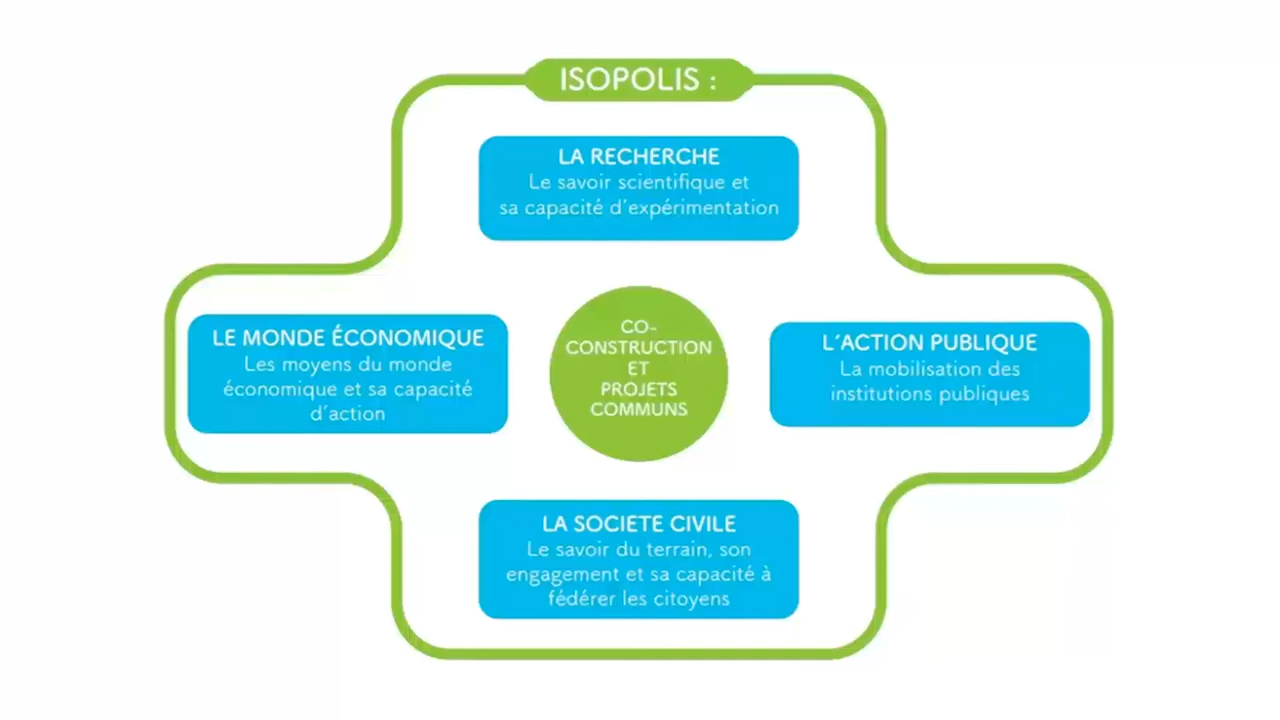 ISOPOLIS :
LA RECHERCHE
Le savoir scientifique et
sa capacité d'expérimentation
LE MONDE ÉCONOMIQUE
Les moyens du monde
économique et sa capacité
d'action
CO-
CONSTRUCTION
ET
PROJETS
COMMUNS
L'ACTION PUBLIQUE
La mobilisation des
institutions publiques
LA SOCIETE CIVILE
Le savoir du terrain, son
engagement et sa capacité à
fédérer les citoyens